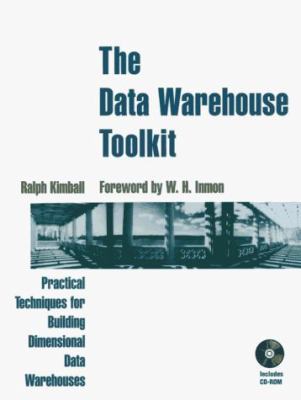 The
Data Warehouse
Toolkit
Ralph Kimball
Foreword by W. H. Inmon
Practical
Techniques for
Building
Dimensional
Data
Warehouses
Includes
CD-ROM